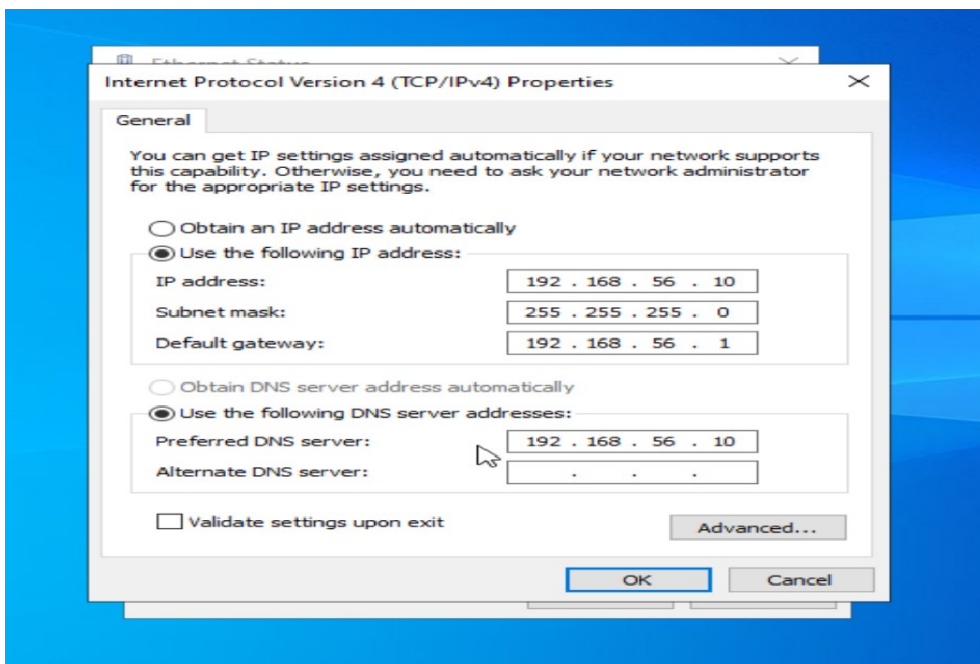 Ethernet Status
Internet Protocol Version 4 (TCP/IPv4) Properties
General
You can get IP settings assigned automatically if your network supports
this capability. Otherwise, you need to ask your network administrator
for the appropriate IP settings.
Obtain an IP address automatically
Use the following IP address:
IP address: 192 . 168 . 56 . 10
Subnet mask: 255 . 255 . 255 . 0
Default gateway: 192 . 168 . 56 . 1
Obtain DNS server address automatically
Use the following DNS server addresses:
Preferred DNS server: 192 . 168 . 56 . 10
Alternate DNS server: . . .
Validate settings upon exit
Advanced...
OK Cancel